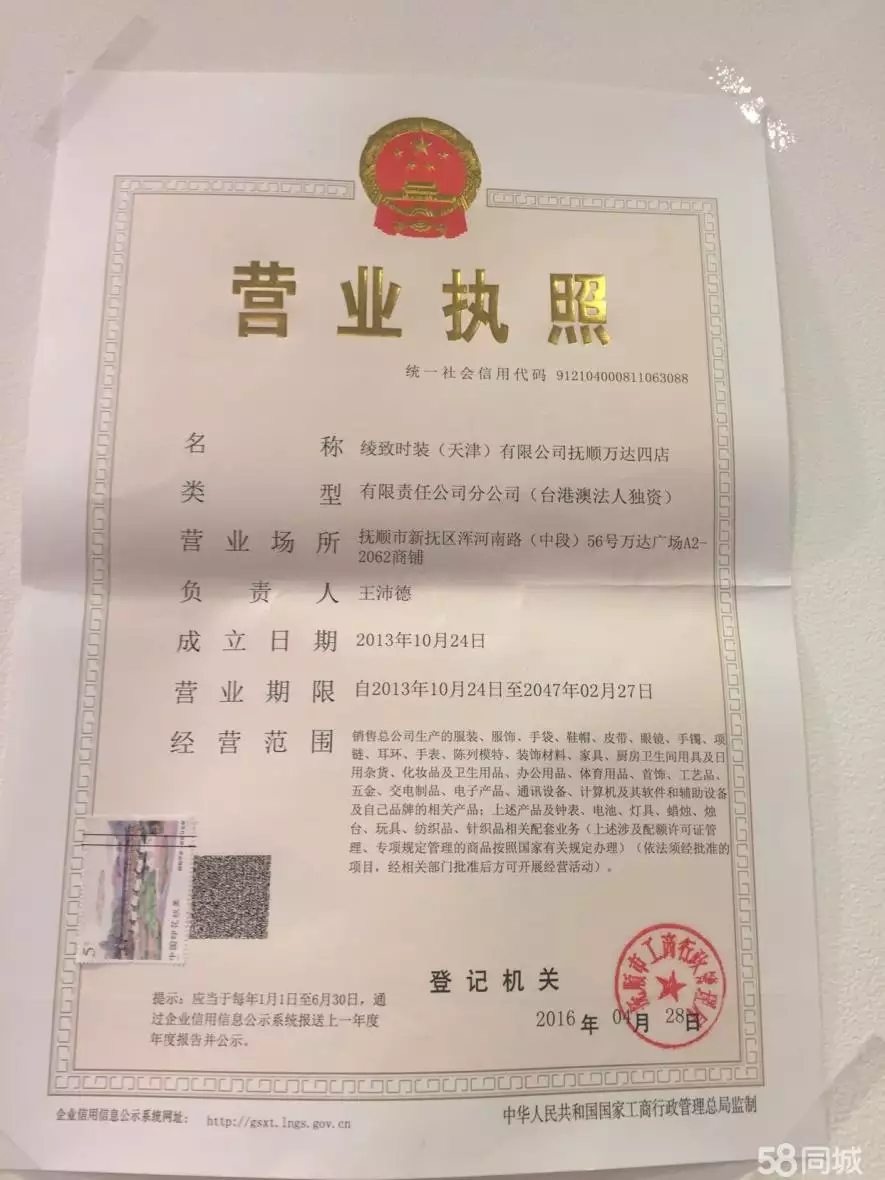 营业执照
统一社会信用代码 912104000811063088
名称 绫致时装（天津）有限公司抚顺万达四店
类型 有限责任公司分公司（台港澳法人独资）
营业场所 抚顺市新抚区浑河南路（中段）56号万达广场A2-
2062商铺
负责人 王沛德
成立日期 2013年10月24日
营业期限 自2013年10月24日至2047年02月27日
经营范围 销售总公司生产的服装、服饰、手袋、鞋帽、皮带、眼镜、手镯、项
链、耳环、手表、陈列模特、装饰材料、家具、厨房卫生间用具及日
用杂货、化妆品及卫生用品、办公用品、体育用品、首饰、工艺品、
五金、交电制品、电子产品、通讯设备、计算机及其软件和辅助设备
及自己品牌的相关产品；上述产品及钟表、电池、灯具、蜡烛、烛
台、玩具、纺织品、针织品相关配套业务（上述涉及配额许可证管
理、专项规定管理的商品按照国家有关规定办理）（依法须经批准的
项目，经相关部门批准后方可开展经营活动）。
5
中国印花税票
登记机关
抚顺市工商行政管理局
2016年04月28日
提示：应当于每年1月1日至6月30日，通
过企业信用信息公示系统报送上一年度
年度报告并公示。
企业信用信息公示系统网址： http://gsxt.lngs.gov.cn
中华人民共和国国家工商行政管理总局监制
58同城